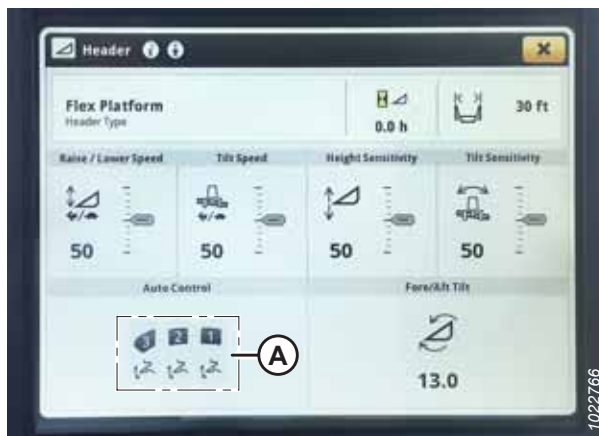 Header
Flex Platform
Header Type
0.0 h
30 ft
Raise / Lower Speed
Tilt Speed
Height Sensitivity
Tilt Sensitivity
50
50
50
50
Auto Control
Fore/Aft Tilt
3 2 1
A
13.0
1022766